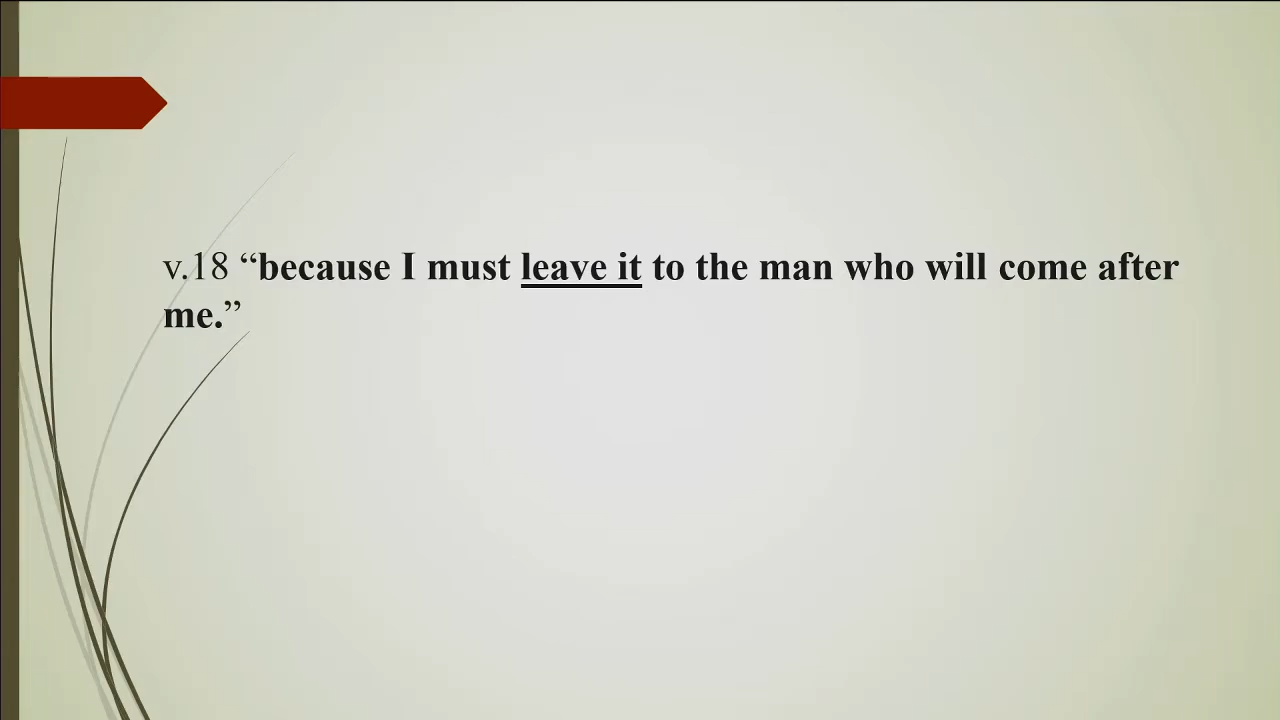 v.18 “because I must leave it to the man who will come after
me.”